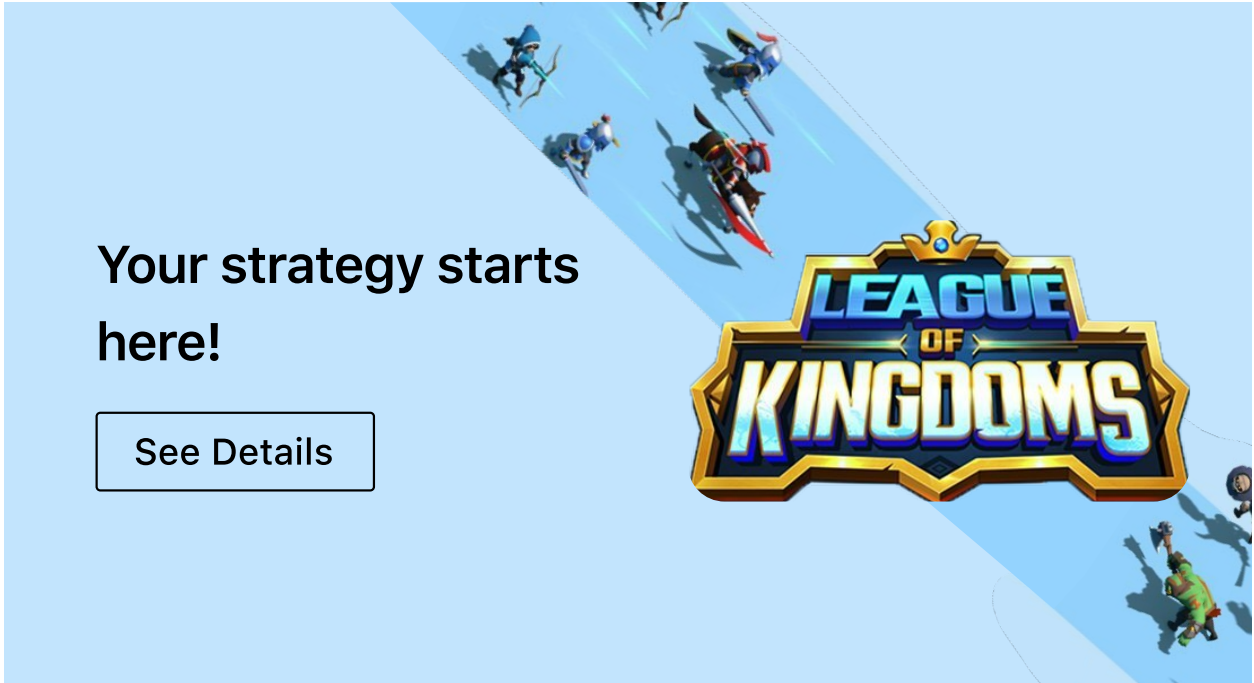 Your strategy starts
here!
See Details
LEAGUE
OF
KINGDOMS